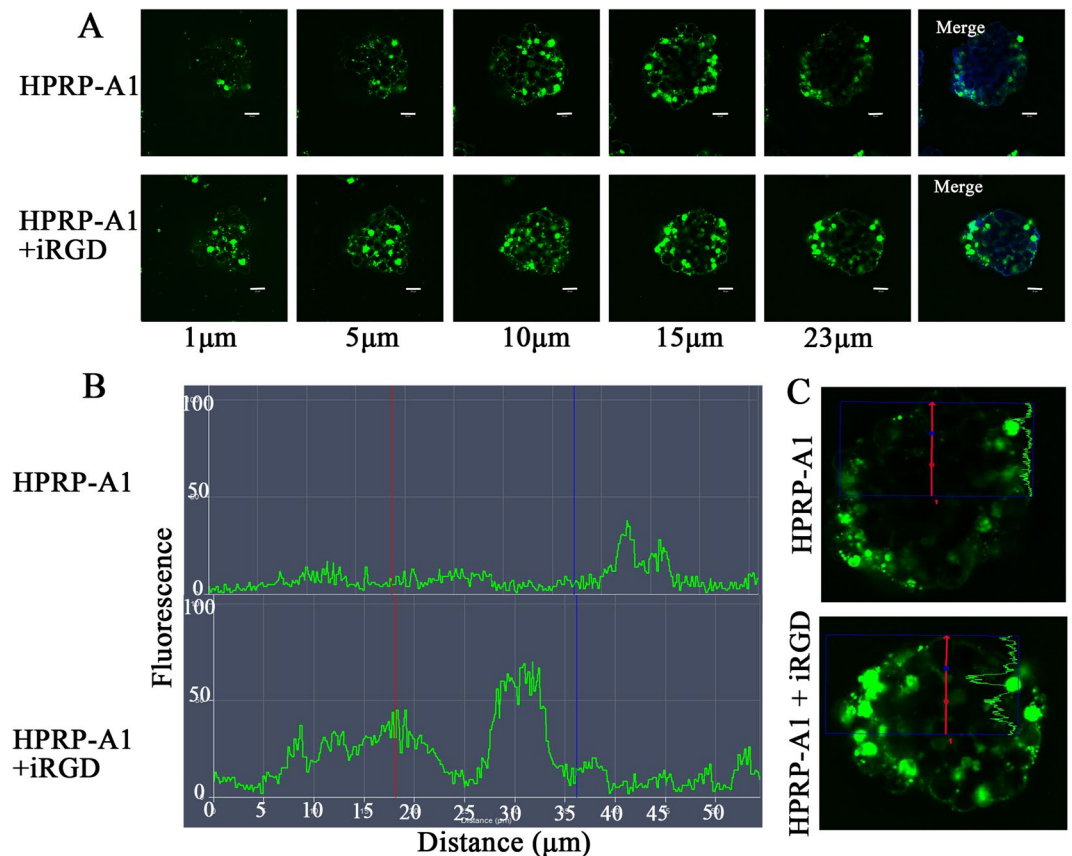 A
HPRP-A1
Merge
HPRP-A1
+iRGD
Merge
1μm
5μm
10μm
15μm
23μm
B
C
HPRP-A1
100
50
0
HPRP-A1
+iRGD
100
50
0
Fluorescence
0 5 10 15 20 25 30 35 40 45 50
Distance (μm)
Distance (μm)
HPRP-A1
HPRP-A1 + iRGD